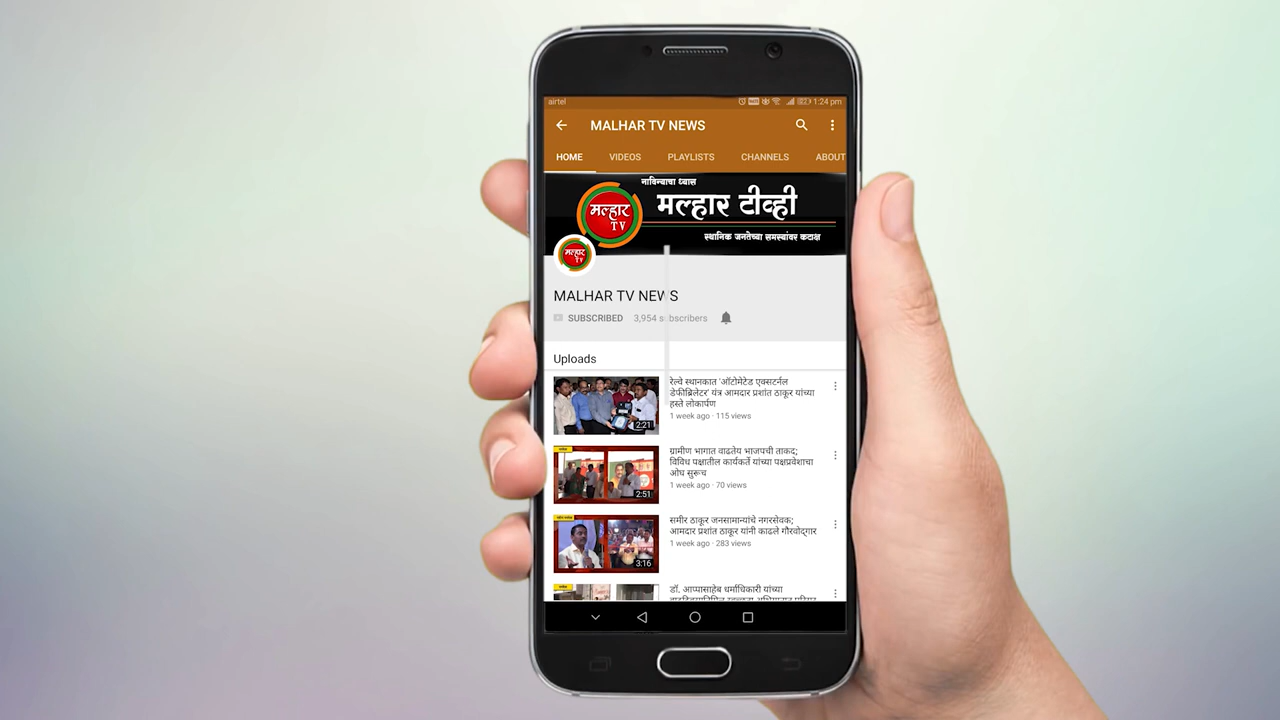 airtel 1:24 pm
MALHAR TV NEWS
HOME VIDEOS PLAYLISTS CHANNELS ABOUT
नाविन्याचा ध्यास
मल्हार टीव्ही
मल्हार
TV
स्थानिक जनतेच्या समस्यांवर कटाक्ष
मल्हार
TV
MALHAR TV NEWS
SUBSCRIBED 3,954 subscribers
Uploads
रेल्वे स्थानकात 'ऑटोमेटेड एक्सटर्नल
डेफीब्रिलेटर' यंत्र आमदार प्रशांत ठाकूर यांच्या
हस्ते लोकार्पण
1 week ago · 115 views
2:21
ग्रामीण भागात वाढतेय भाजपची ताकद;
विविध पक्षातील कार्यकर्ते यांच्या पक्षप्रवेशाचा
ओघ सुरूच
1 week ago · 70 views
2:51
समीर ठाकूर जनसामान्यांचे नगरसेवक;
आमदार प्रशांत ठाकूर यांनी काढले गौरवोद्गार
1 week ago · 283 views
3:16
डॉ. आप्पासाहेब धर्माधिकारी यांच्या